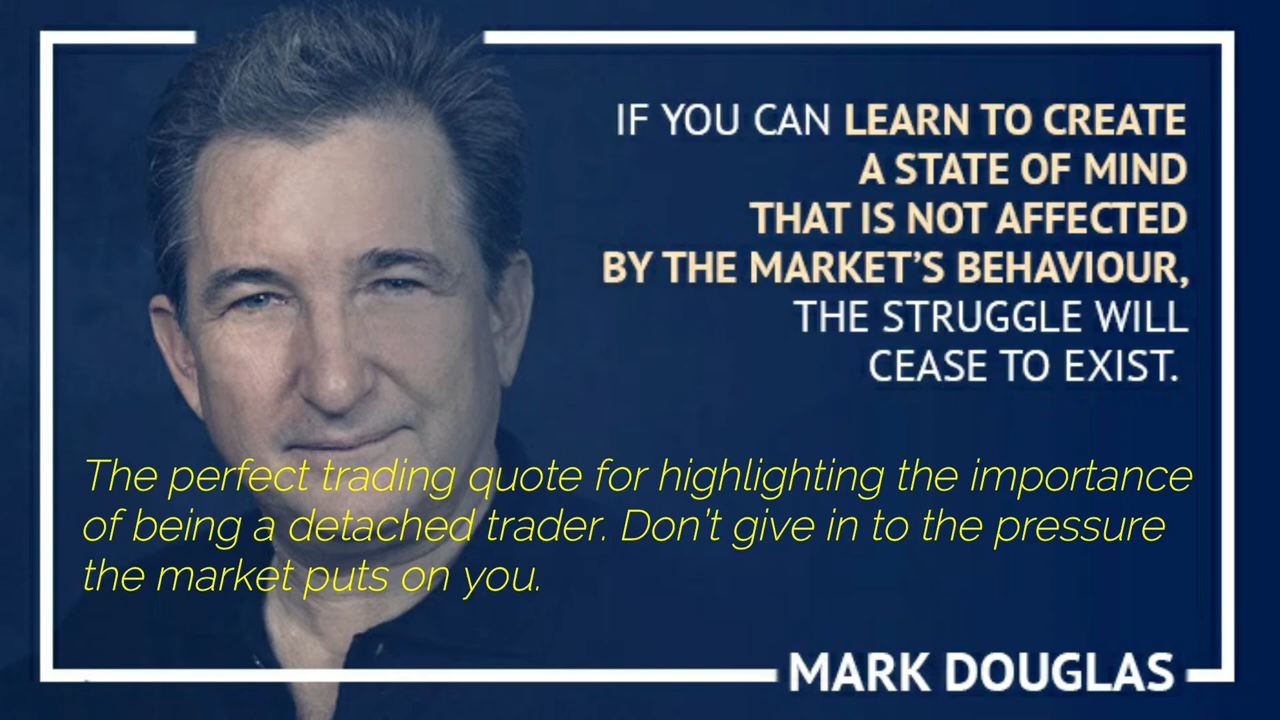 IF YOU CAN LEARN TO CREATE
A STATE OF MIND
THAT IS NOT AFFECTED
BY THE MARKET’S BEHAVIOUR,
THE STRUGGLE WILL
CEASE TO EXIST.
The perfect trading quote for highlighting the importance
of being a detached trader. Don't give in to the pressure
the market puts on you.
MARK DOUGLAS